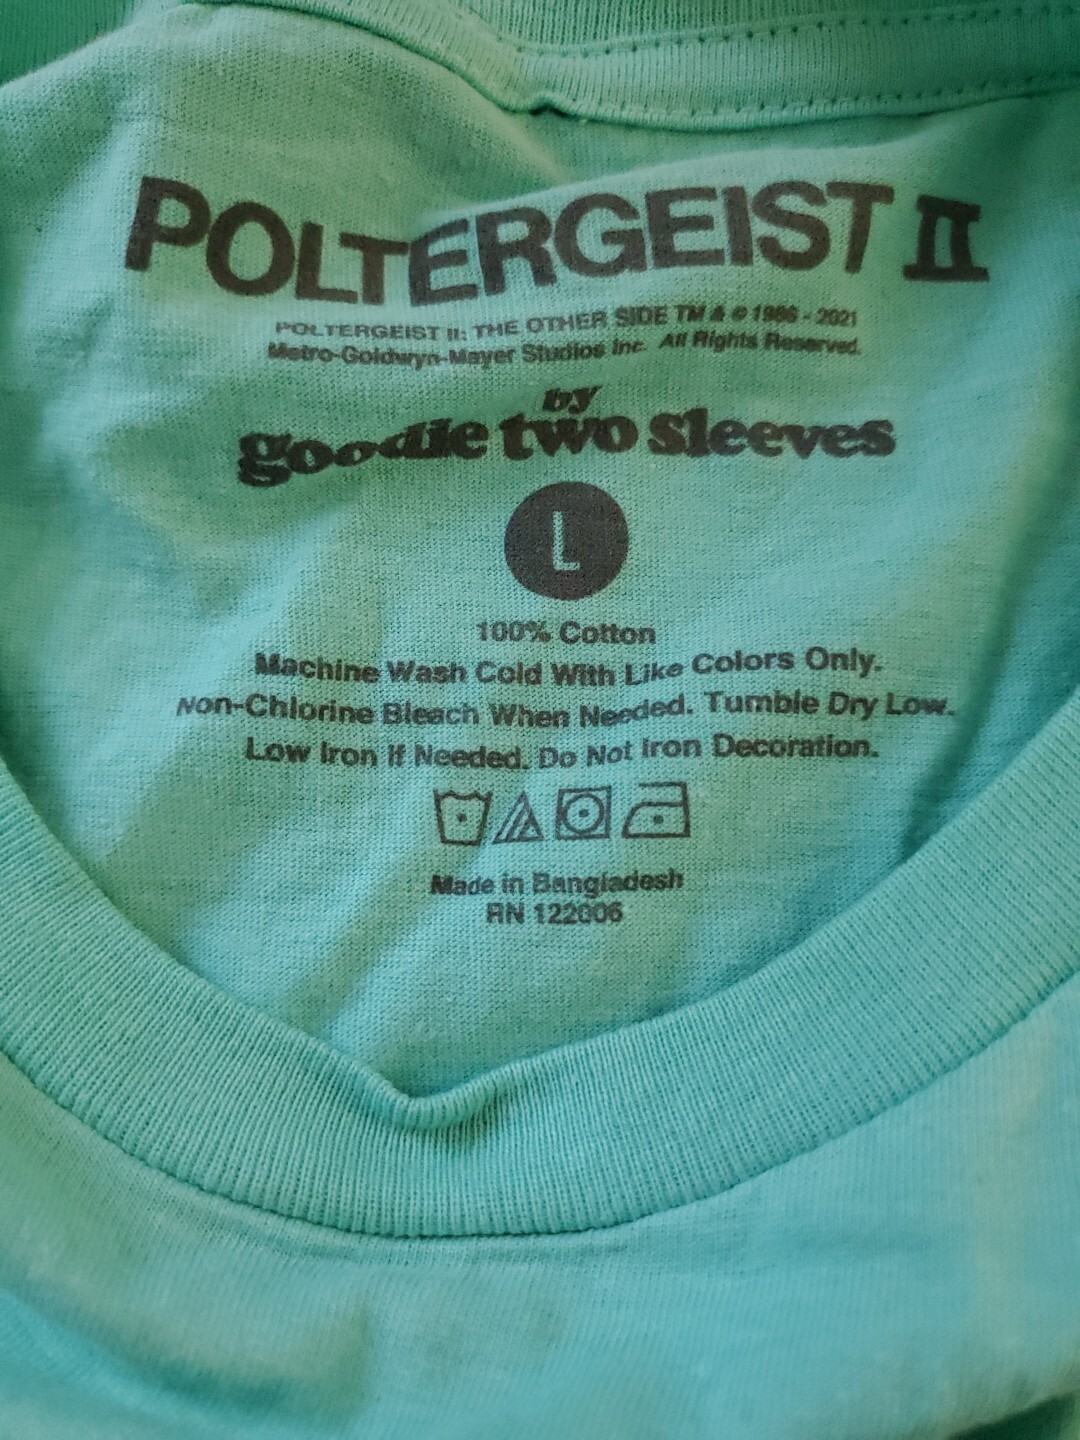 POLTERGEIST II
POLTERGEIST II: THE OTHER SIDE TM & © 1986 - 2021
Metro-Goldwyn-Mayer Studios Inc. All Rights Reserved.
by
goodie two sleeves
L
100% Cotton
Machine Wash Cold With Like Colors Only.
Non-Chlorine Bleach When Needed. Tumble Dry Low.
Low Iron If Needed. Do Not Iron Decoration.
Made in Bangladesh
RN 122006